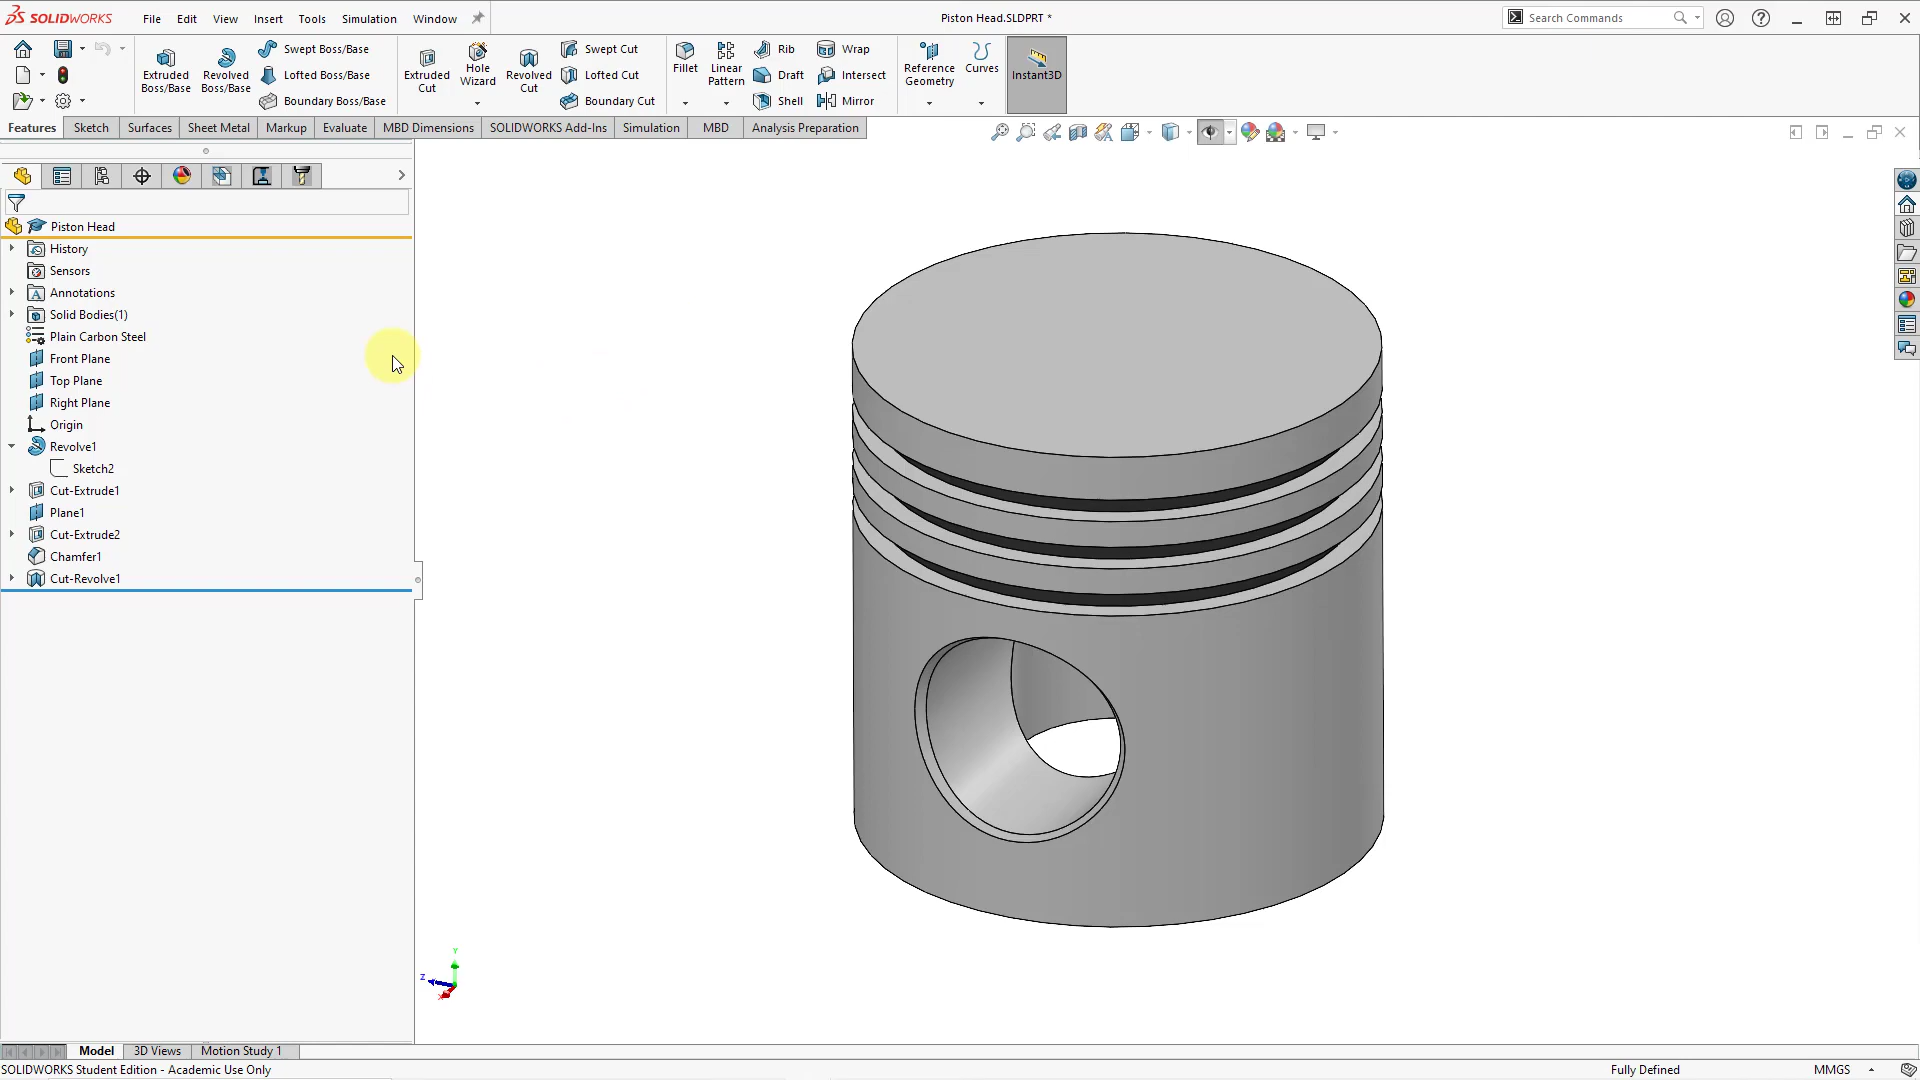 SOLIDWORKS File Edit View Insert Tools Simulation Window Piston Head.SLDPRT * Search Commands
Extruded Boss/Base
Revolved Boss/Base
Swept Boss/Base
Lofted Boss/Base
Boundary Boss/Base
Extruded Cut
Hole Wizard
Revolved Cut
Swept Cut
Lofted Cut
Boundary Cut
Fillet
Linear Pattern
Rib
Draft
Shell
Wrap
Intersect
Mirror
Reference Geometry
Curves
Instant3D
Features Sketch Surfaces Sheet Metal Markup Evaluate MBD Dimensions SOLIDWORKS Add-Ins Simulation MBD Analysis Preparation
Piston Head
History
Sensors
Annotations
Solid Bodies(1)
Plain Carbon Steel
Front Plane
Top Plane
Right Plane
Origin
Revolve1
Sketch2
Cut-Extrude1
Plane1
Cut-Extrude2
Chamfer1
Cut-Revolve1
Y
Z
X
Model 3D Views Motion Study 1
SOLIDWORKS Student Edition - Academic Use Only Fully Defined MMGS